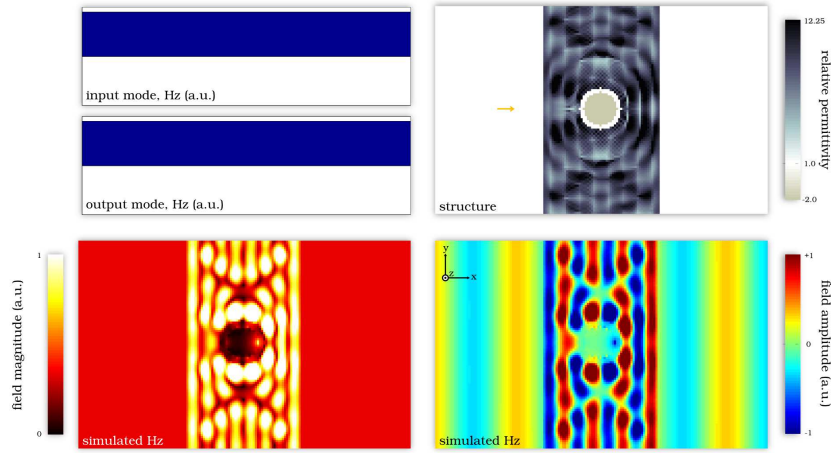 input mode, Hz (a.u.)
output mode, Hz (a.u.)
structure
12.25
1.0
-2.0
relative permittivity
1
0
field magnitude (a.u.)
simulated Hz
y
z
x
simulated Hz
+1
0
-1
field amplitude (a.u.)